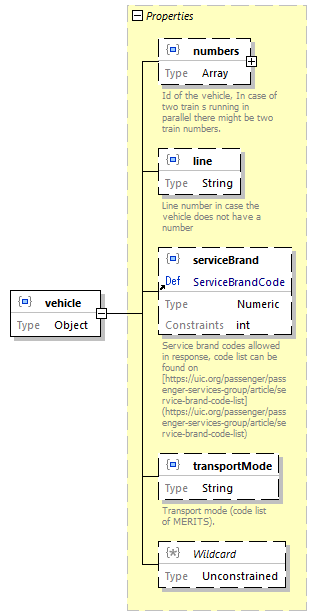 Properties
numbers
Type Array
Id of the vehicle, In case of
two train s running in
parallel there might be two
train numbers.
line
Type String
Line number in case the
vehicle does not have a
number
serviceBrand
Def ServiceBrandCode
Type Numeric
Constraints int
Service brand codes allowed
in response, code list can be
found on
[https://uic.org/passenger/pass
enger-services-group/article/se
rvice-brand-code-list]
(https://uic.org/passenger/pass
enger-services-group/article/se
rvice-brand-code-list)
vehicle
Type Object
transportMode
Type String
Transport mode (code list
of MERITS).
Wildcard
Type Unconstrained